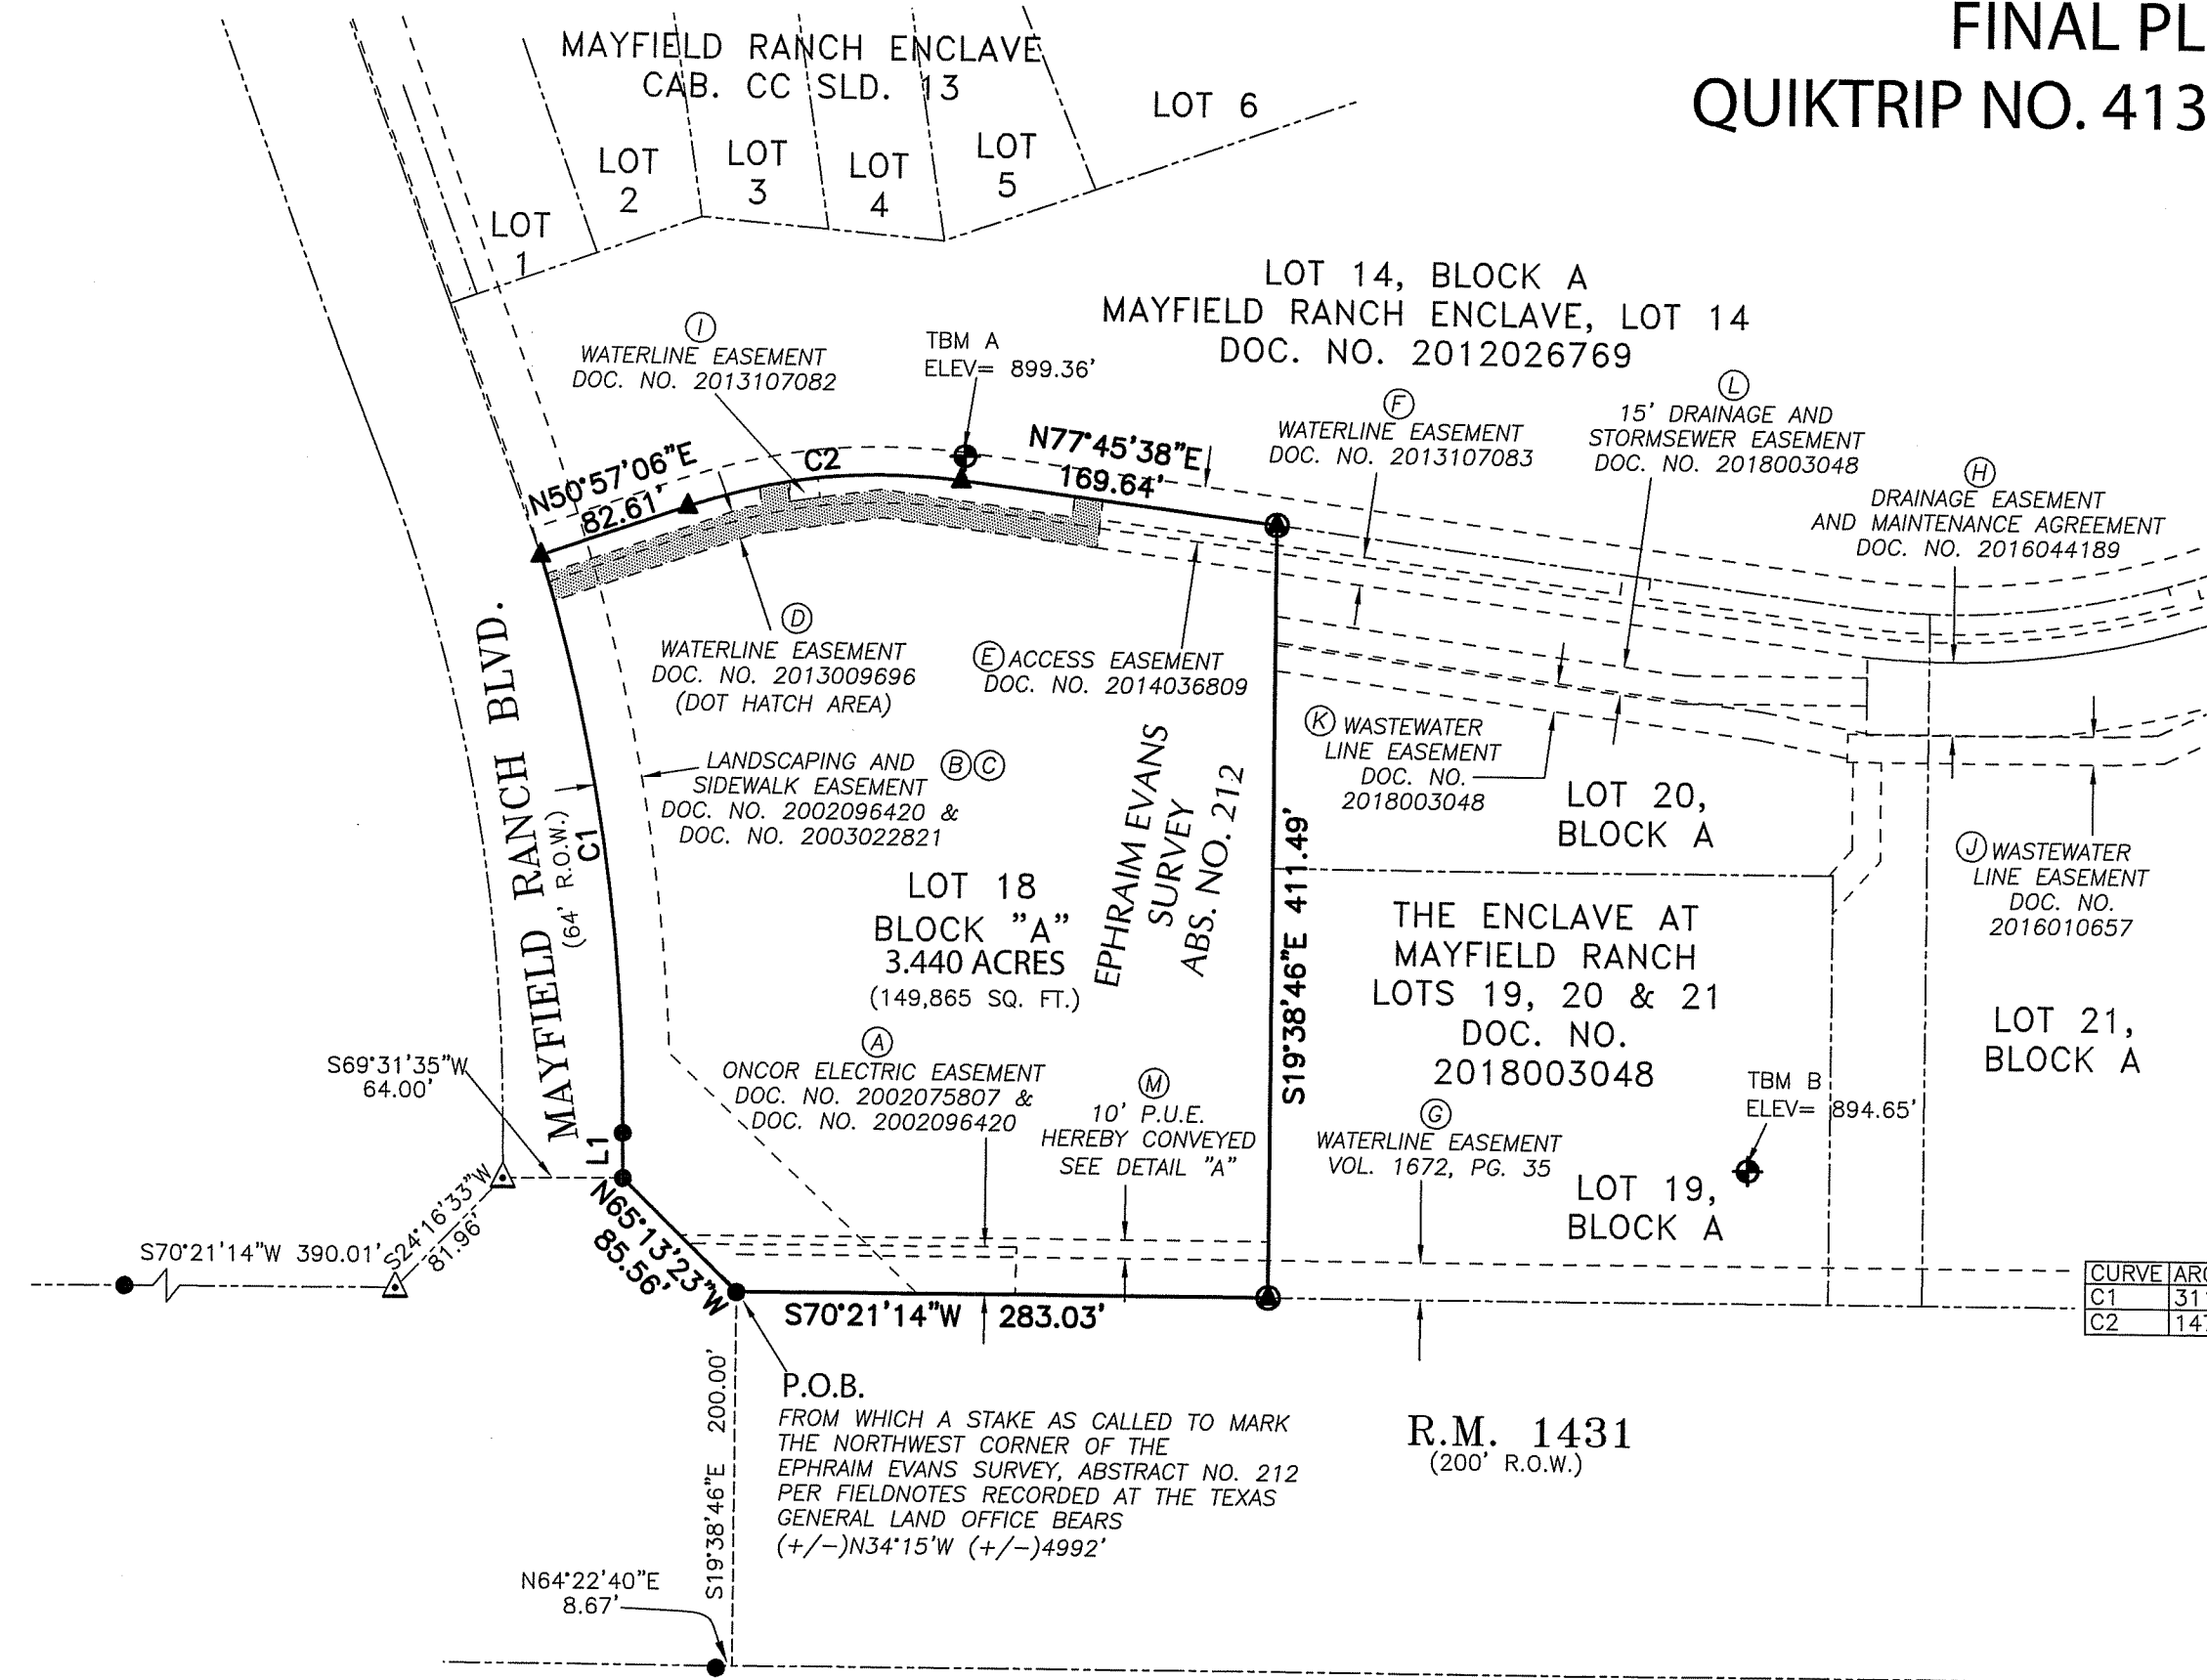 FINAL PL
QUIKTRIP NO. 413
MAYFIELD RANCH ENCLAVE
CAB. CC SLD. 13
LOT 6
LOT
5
LOT
4
LOT
3
LOT
2
LOT
1
LOT 14, BLOCK A
MAYFIELD RANCH ENCLAVE, LOT 14
DOC. NO. 2012026769
I
WATERLINE EASEMENT
DOC. NO. 2013107082
TBM A
ELEV= 899.36'
F
WATERLINE EASEMENT
DOC. NO. 2013107083
L
15' DRAINAGE AND
STORMSEWER EASEMENT
DOC. NO. 2018003048
H
DRAINAGE EASEMENT
AND MAINTENANCE AGREEMENT
DOC. NO. 2016044189
N50°57'06"E
82.61'
C2
N77°45'38"E
169.64'
D
WATERLINE EASEMENT
DOC. NO. 2013009696
(DOT HATCH AREA)
E ACCESS EASEMENT
DOC. NO. 2014036809
K WASTEWATER
LINE EASEMENT
DOC. NO.
2018003048
LANDSCAPING AND B C
SIDEWALK EASEMENT
DOC. NO. 2002096420 &
DOC. NO. 2003022821
MAYFIELD RANCH BLVD.
(64' R.O.W.)
C1
LOT 18
BLOCK "A"
3.440 ACRES
(149,865 SQ. FT.)
EPHRAIM EVANS
SURVEY
ABS. NO. 212
S19°38'46"E 411.49'
LOT 20,
BLOCK A
J WASTEWATER
LINE EASEMENT
DOC. NO.
2016010657
THE ENCLAVE AT
MAYFIELD RANCH
LOTS 19, 20 & 21
DOC. NO.
2018003048
LOT 21,
BLOCK A
A
ONCOR ELECTRIC EASEMENT
DOC. NO. 2002075807 &
DOC. NO. 2002096420
M
10' P.U.E.
HEREBY CONVEYED
SEE DETAIL "A"
G
WATERLINE EASEMENT
VOL. 1672, PG. 35
TBM B
ELEV= 894.65'
LOT 19,
BLOCK A
S69°31'35"W
64.00'
L1
N65°13'23"W
85.56'
S24°16'33"W
81.96'
S70°21'14"W 390.01'
S70°21'14"W 283.03'
CURVE
C1 31
C2 14
P.O.B.
FROM WHICH A STAKE AS CALLED TO MARK
THE NORTHWEST CORNER OF THE
EPHRAIM EVANS SURVEY, ABSTRACT NO. 212
PER FIELDNOTES RECORDED AT THE TEXAS
GENERAL LAND OFFICE BEARS
(+/-)N34°15'W (+/-)4992'
S19°38'46"E 200.00'
R.M. 1431
(200' R.O.W.)
N64°22'40"E
8.67'